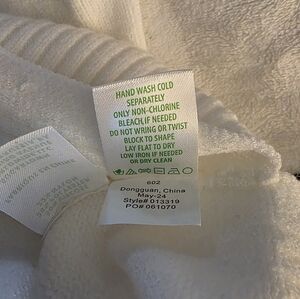 HAND WASH COLD
SEPARATELY
ONLY NON-CHLORINE
BLEACH IF NEEDED
DO NOT WRING OR TWIST
BLOCK TO SHAPE
LAY FLAT TO DRY
LOW IRON IF NEEDED
OR DRY CLEAN
602
Dongguan, China
May-24
Style# 013319
PO# 061070